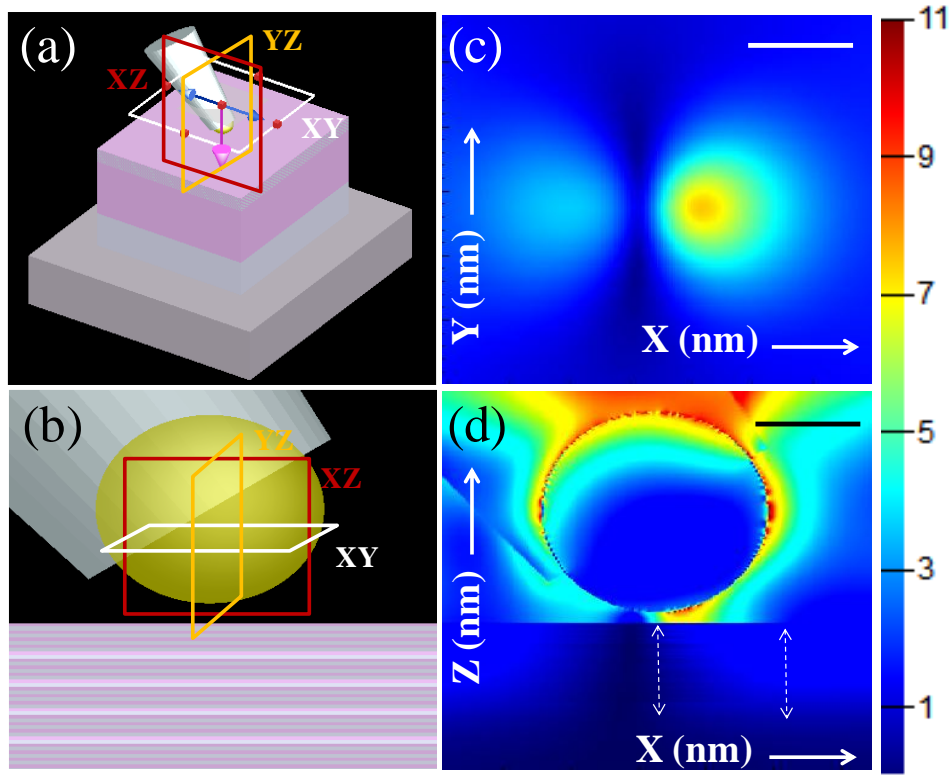 (a)
YZ
XZ
XY
(b)
YZ
XZ
XY
(c)
Y (nm)
X (nm)
(d)
Z (nm)
X (nm)
11
9
7
5
3
1